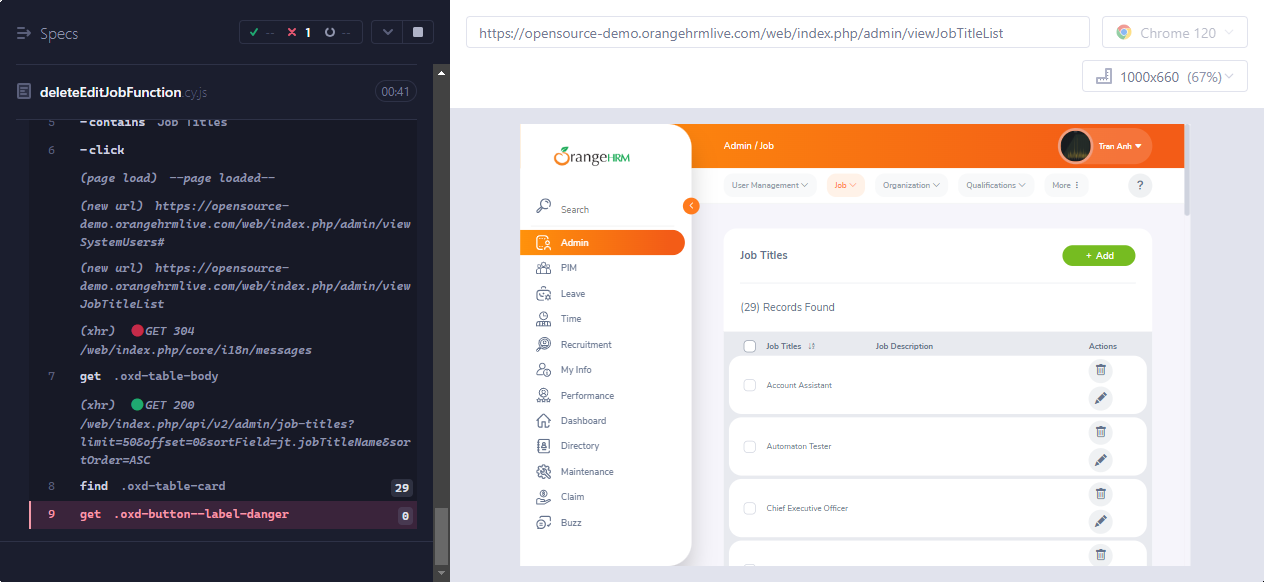 Specs
✓ -- ✕ 1 --
deleteEditJobFunction.cy.js 00:41
5 -contains Job Titles
6 -click
(page load) --page loaded--
(new url) https://opensource-
demo.orangehrmlive.com/web/index.php/admin/view
SystemUsers#
(new url) https://opensource-
demo.orangehrmlive.com/web/index.php/admin/view
JobTitleList
(xhr) GET 304
/web/index.php/core/i18n/messages
7 get .oxd-table-body
(xhr) GET 200
/web/index.php/api/v2/admin/job-titles?
limit=50&offset=0&sortField=jt.jobTitleName&sor
tOrder=ASC
8 find .oxd-table-card 29
9 get .oxd-button--label-danger 0
https://opensource-demo.orangehrmlive.com/web/index.php/admin/viewJobTitleList
Chrome 120
1000x660 (67%)
OrangeHRM
Search
Admin
PIM
Leave
Time
Recruitment
My Info
Performance
Dashboard
Directory
Maintenance
Claim
Buzz
Admin / Job
Tran Anh
User Management Job Organization Qualifications More ?
Job Titles
+ Add
(29) Records Found
Job Titles Job Description Actions
Account Assistant
Automaton Tester
Chief Executive Officer